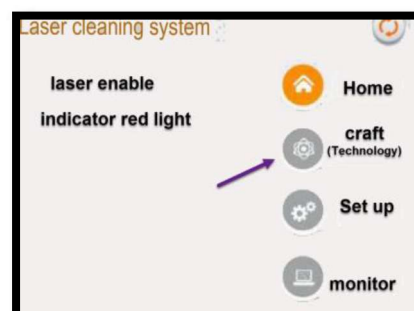 Laser cleaning system
laser enable
indicator red light
Home
craft
(Technology)
Set up
monitor